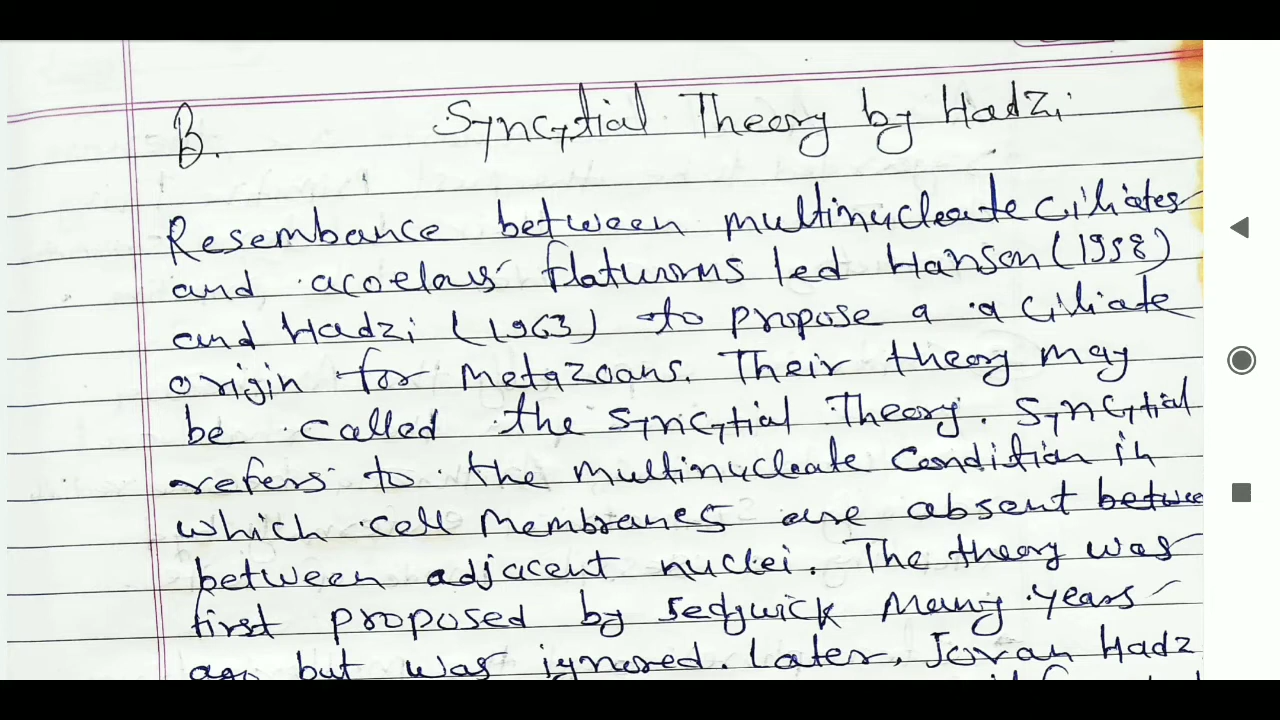 B. Syncytial Theory by Hadzi
Resembance between multinucleate ciliates
and acoelous flatworms led Hanson (1958)
and Hadzi (1963) to propose a a ciliate
origin for metazoans. Their theory may
be called the syncytial Theory. Syncytial
refers to the multinucleate condition in
which cell membranes are absent betwee
between adjacent nuclei. The theory was
first proposed by Sedgwick many years
ago but was ignored. Later, Jovan Hadz